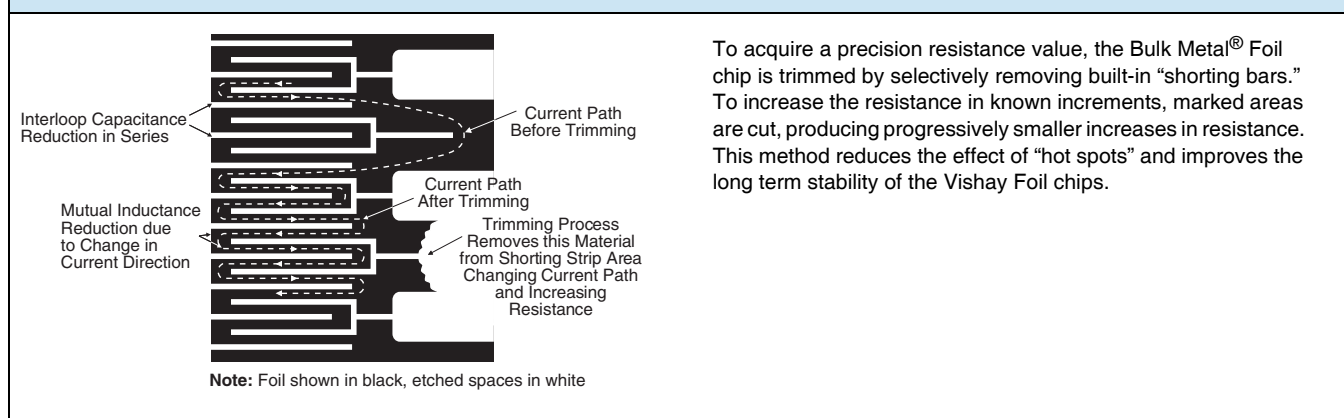 Interloop Capacitance
Reduction in Series
Mutual Inductance
Reduction due
to Change in
Current Direction
Current Path
Before Trimming
Current Path
After Trimming
Trimming Process
Removes this Material
from Shorting Strip Area
Changing Current Path
and Increasing
Resistance
Note: Foil shown in black, etched spaces in white
To acquire a precision resistance value, the Bulk Metal® Foil
chip is trimmed by selectively removing built-in “shorting bars.”
To increase the resistance in known increments, marked areas
are cut, producing progressively smaller increases in resistance.
This method reduces the effect of “hot spots” and improves the
long term stability of the Vishay Foil chips.